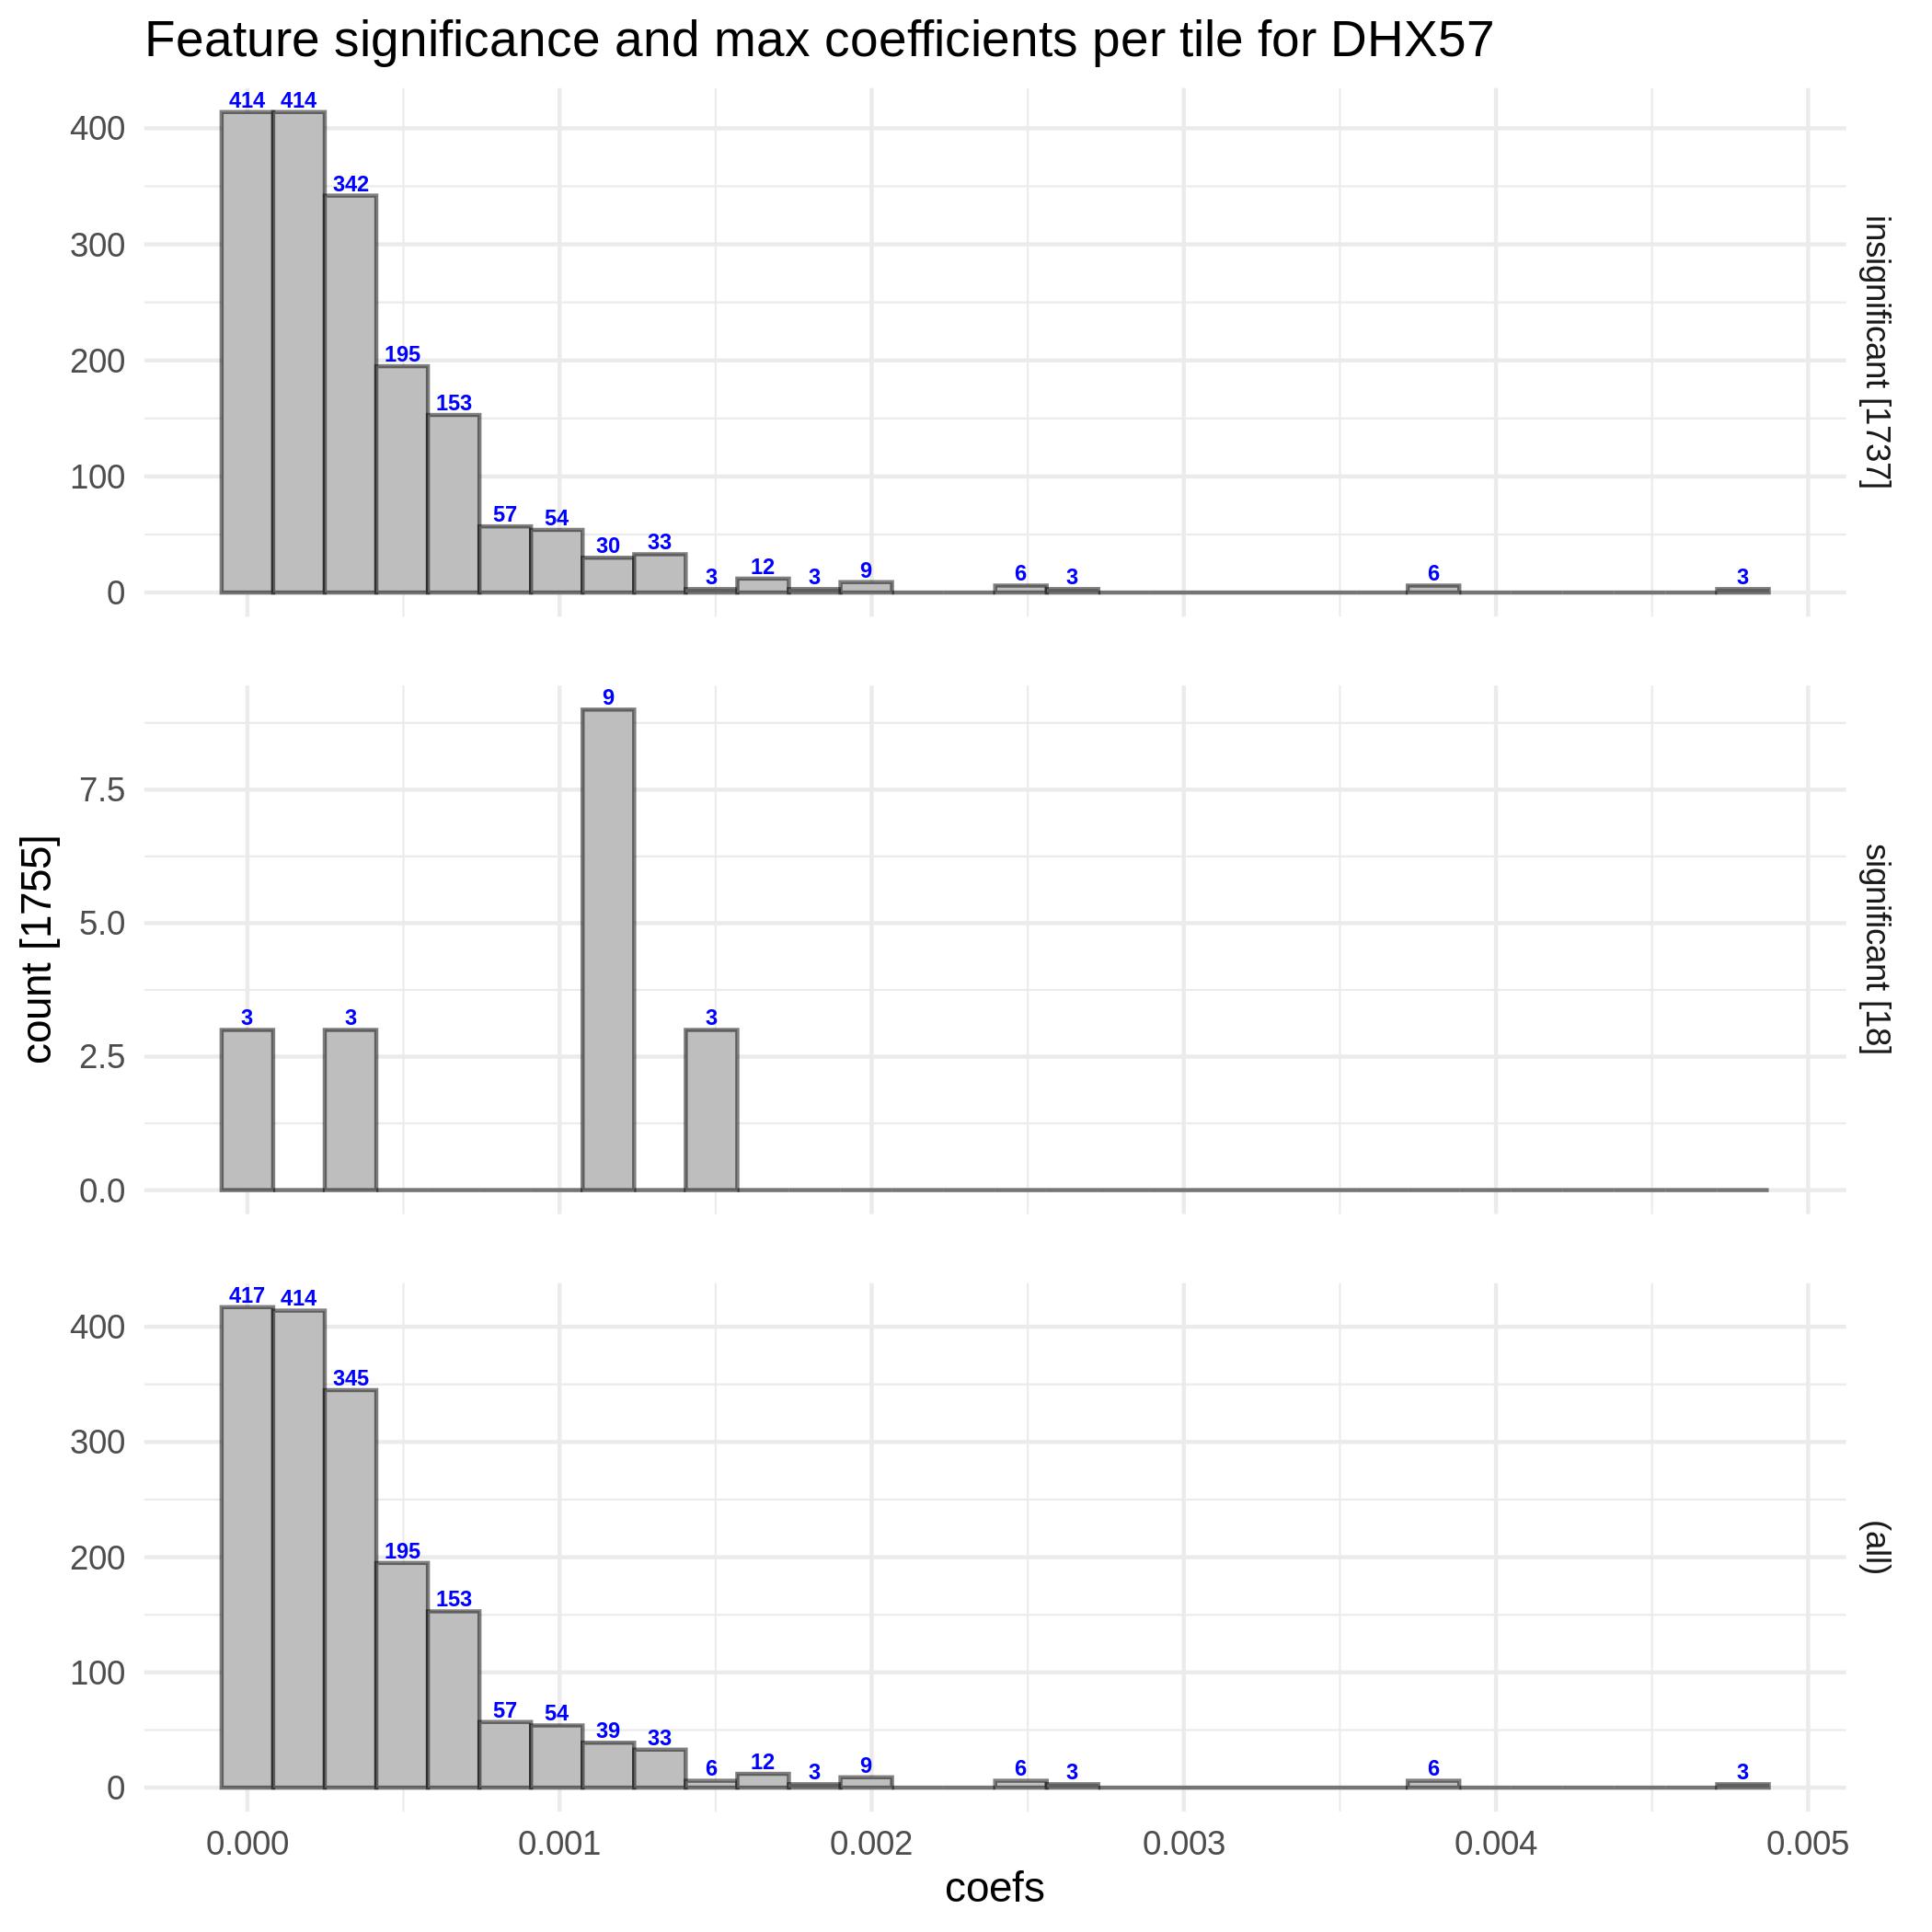 Feature significance and max coefficients per tile for DHX57
414 414 342 195 153 57 54 30 33 3 12 3 9 6 3 6 3
400
300
200
100
0
insignificant [1737]
count [1755]
3 3 9 3
7.5
5.0
2.5
0.0
significant [18]
417 414 345 195 153 57 54 39 33 6 12 3 9 6 3 6 3
400
300
200
100
0
(all)
0.000 0.001 0.002 0.003 0.004 0.005
coefs